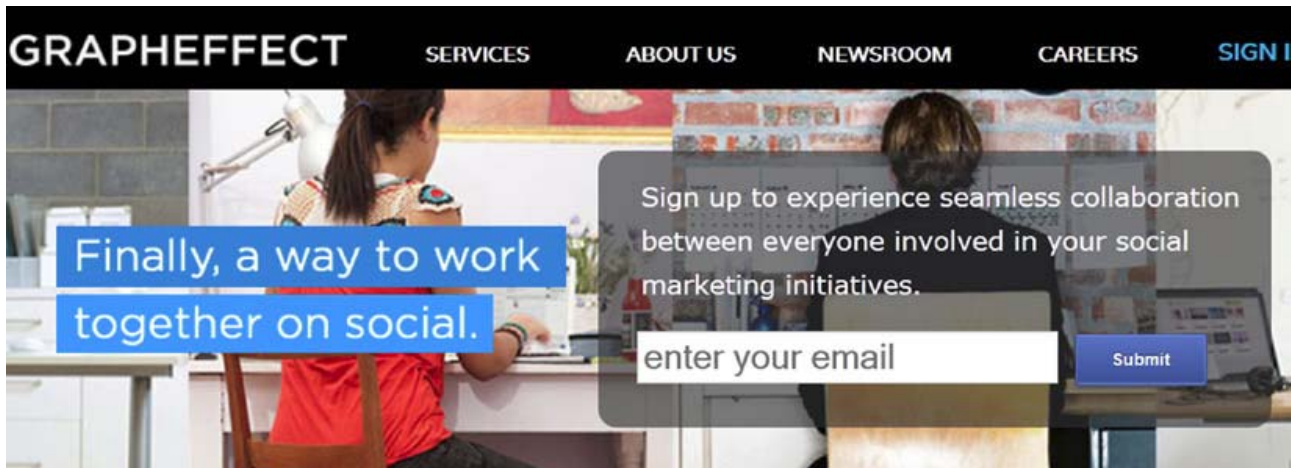 GRAPHEFFECT SERVICES ABOUT US NEWSROOM CAREERS SIGN I
Finally, a way to work
together on social.
Sign up to experience seamless collaboration
between everyone involved in your social
marketing initiatives.
enter your email Submit